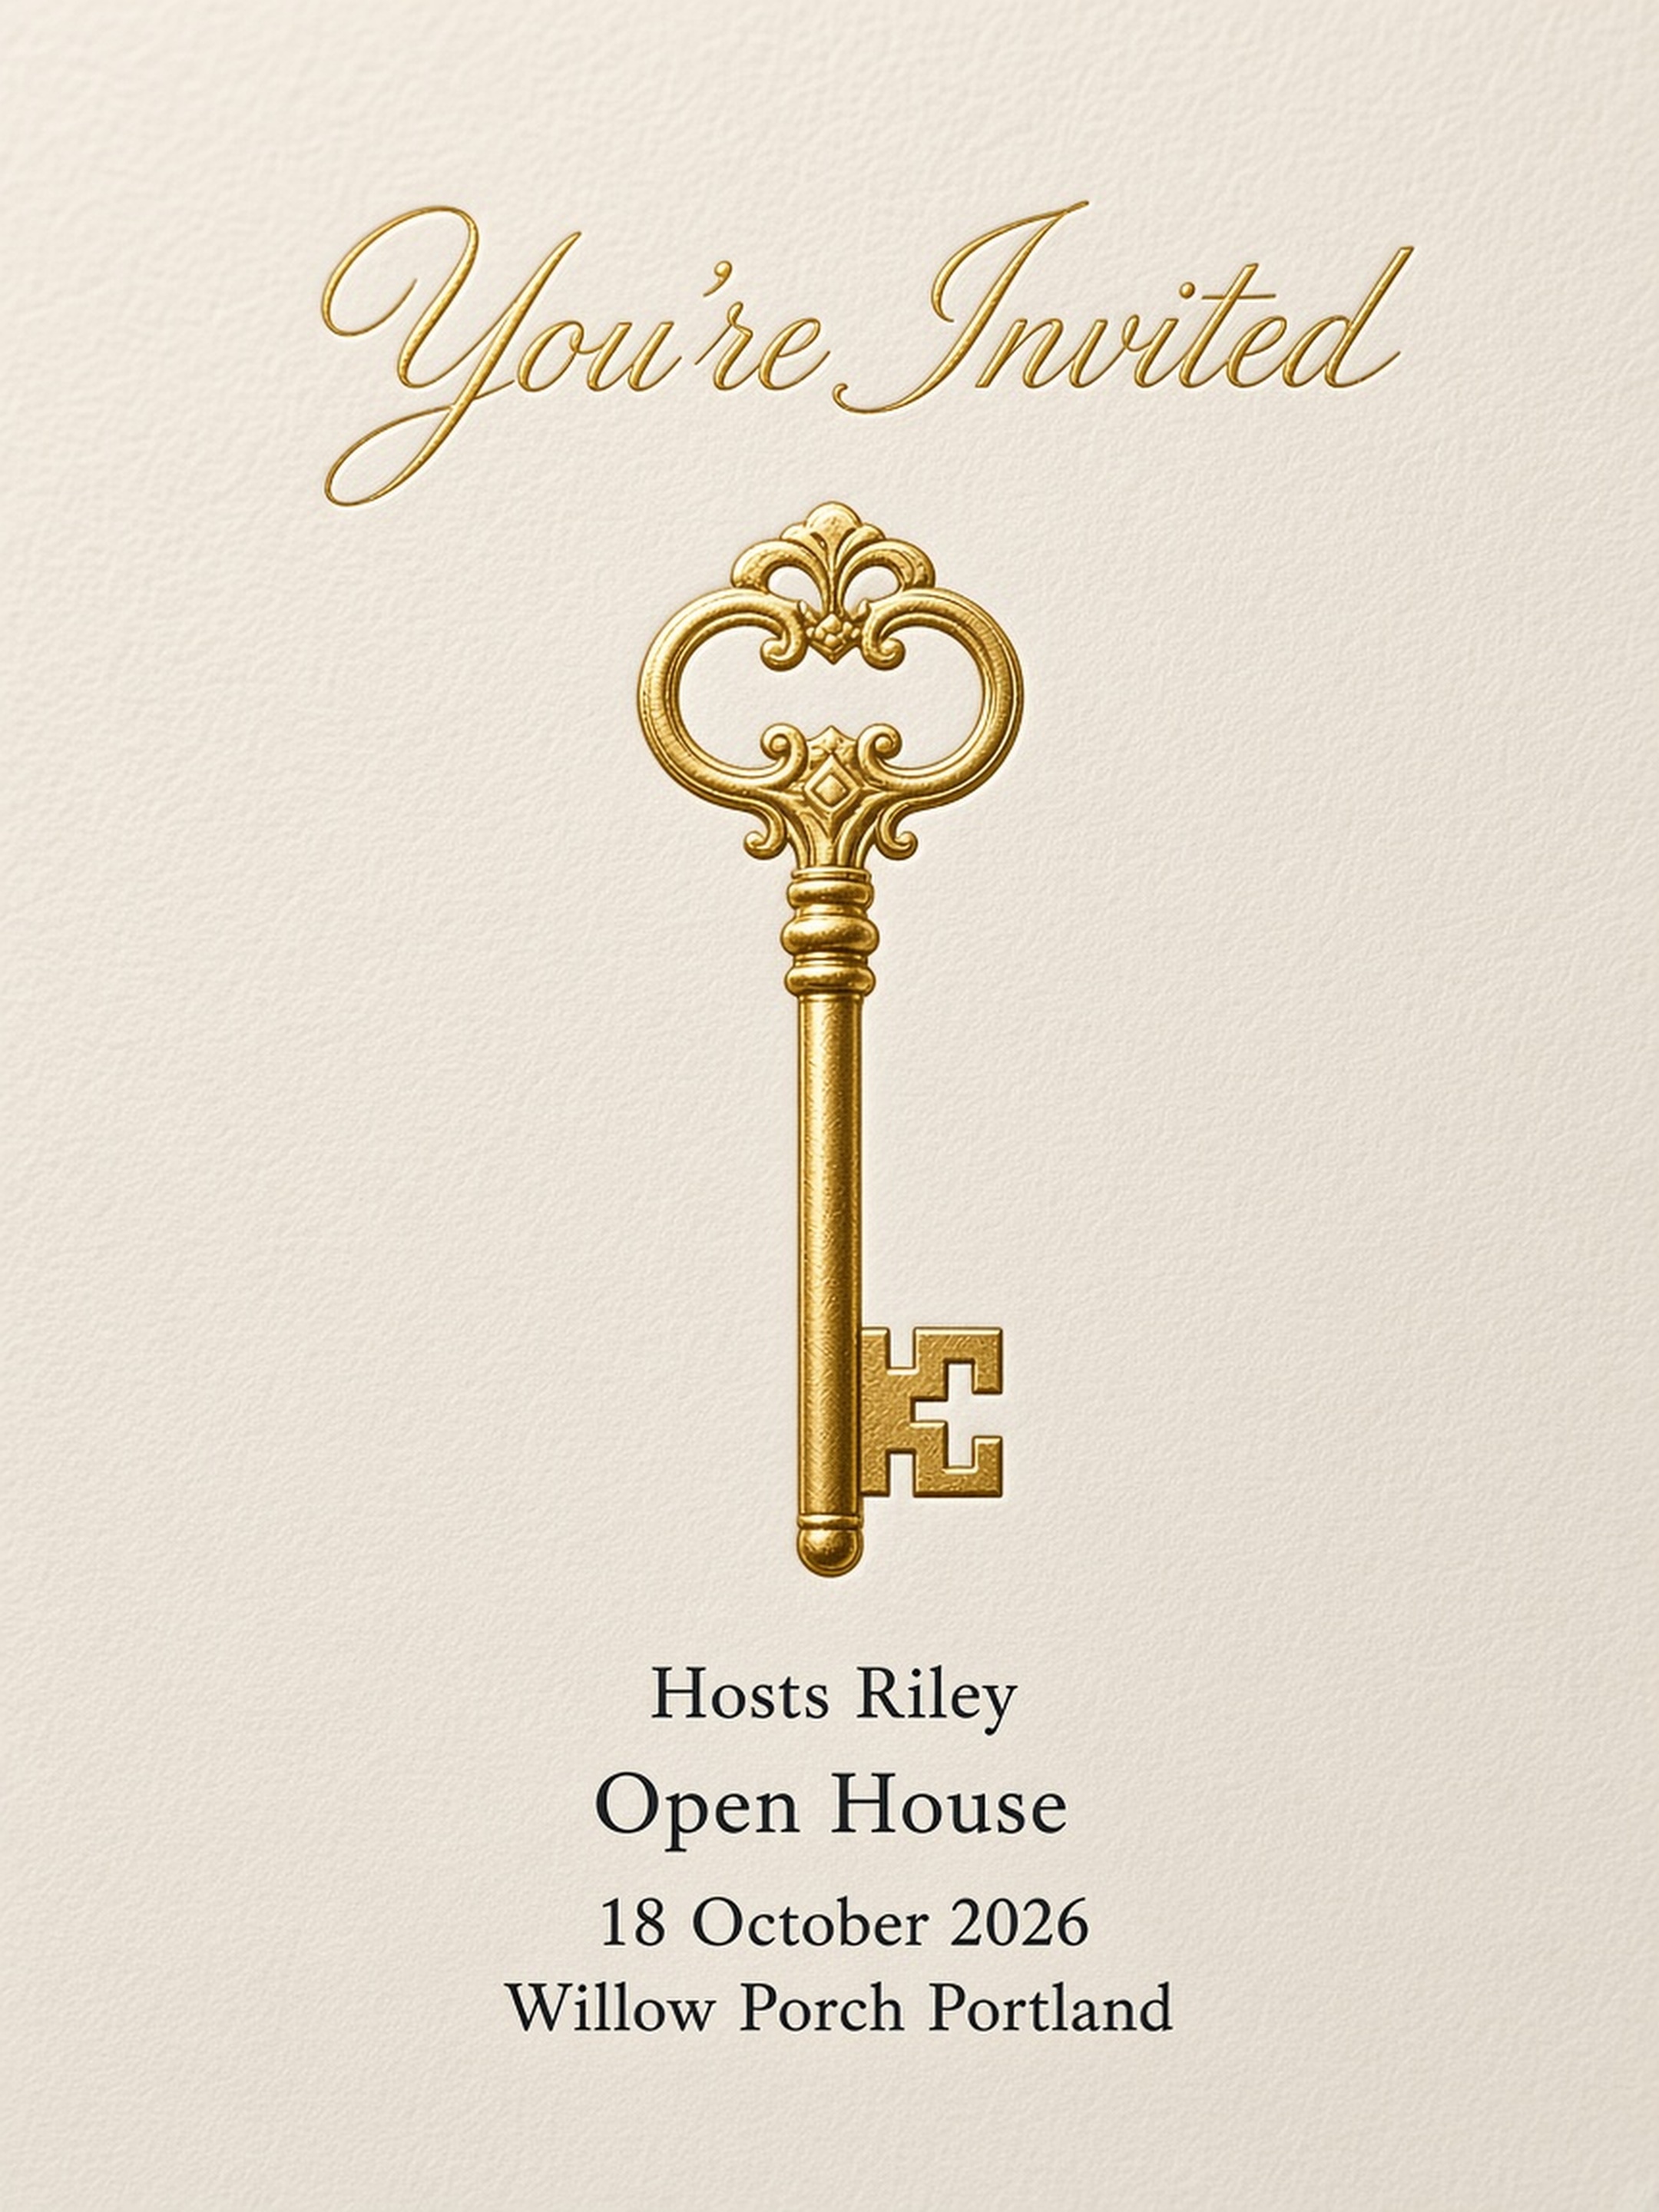 You're Invited
Hosts Riley
Open House
18 October 2026
Willow Porch Portland